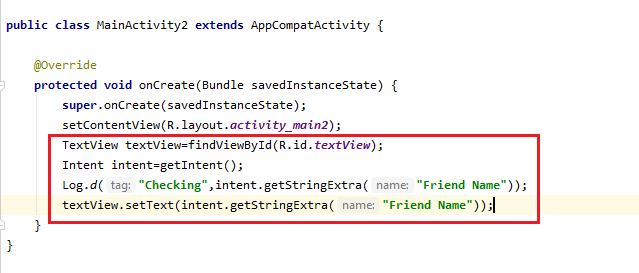 public class MainActivity2 extends AppCompatActivity {
@Override
protected void onCreate(Bundle savedInstanceState) {
super.onCreate(savedInstanceState);
setContentView(R.layout.activity_main2);
TextView textView=findViewById(R.id.textView);
Intent intent=getIntent();
Log.d( tag: "Checking",intent.getStringExtra( name: "Friend Name"));
textView.setText(intent.getStringExtra( name: "Friend Name"));
}
}